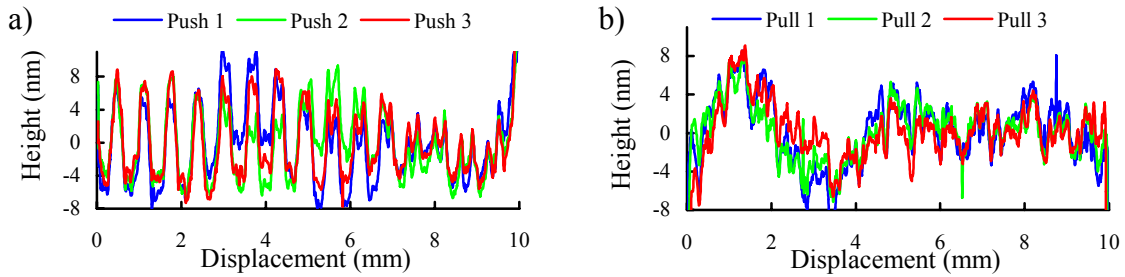 a)
Push 1 Push 2 Push 3
Height (nm)
8
4
0
-4
-8
0 2 4 6 8 10
Displacement (mm)
b)
Pull 1 Pull 2 Pull 3
Height (nm)
8
4
0
-4
-8
0 2 4 6 8 10
Displacement (mm)